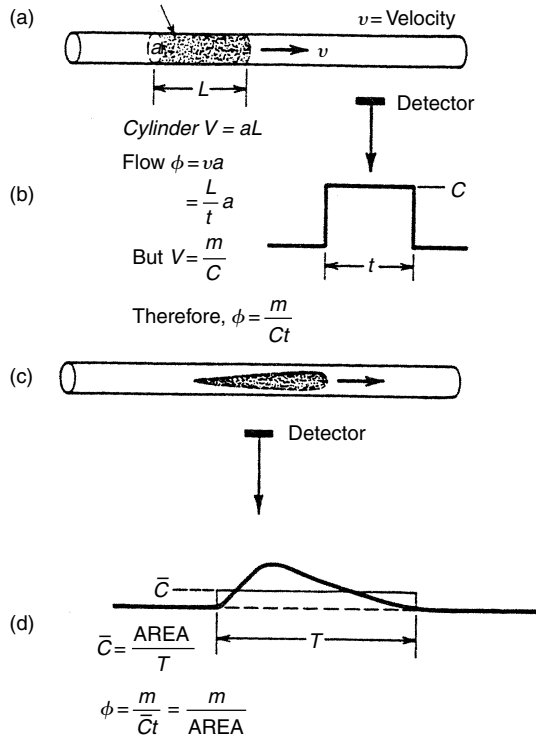 (a)
υ = Velocity
a
υ
L
Cylinder V = aL
Detector
Flow ϕ = υa
(b)
= L/t a
C
But V = m/C
t
Therefore, ϕ = m/Ct
(c)
Detector
C̅
(d)
C̅ = AREA/T
T
ϕ = m/C̅t = m/AREA